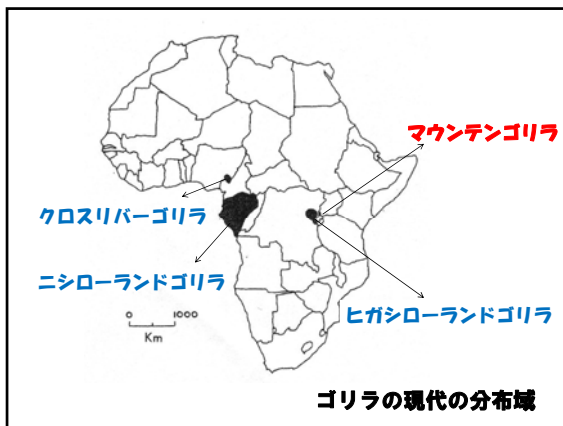 マウンテンゴリラ
クロスリバーゴリラ
ニシローランドゴリラ
ヒガシローランドゴリラ
0 1000
Km
ゴリラの現代の分布域